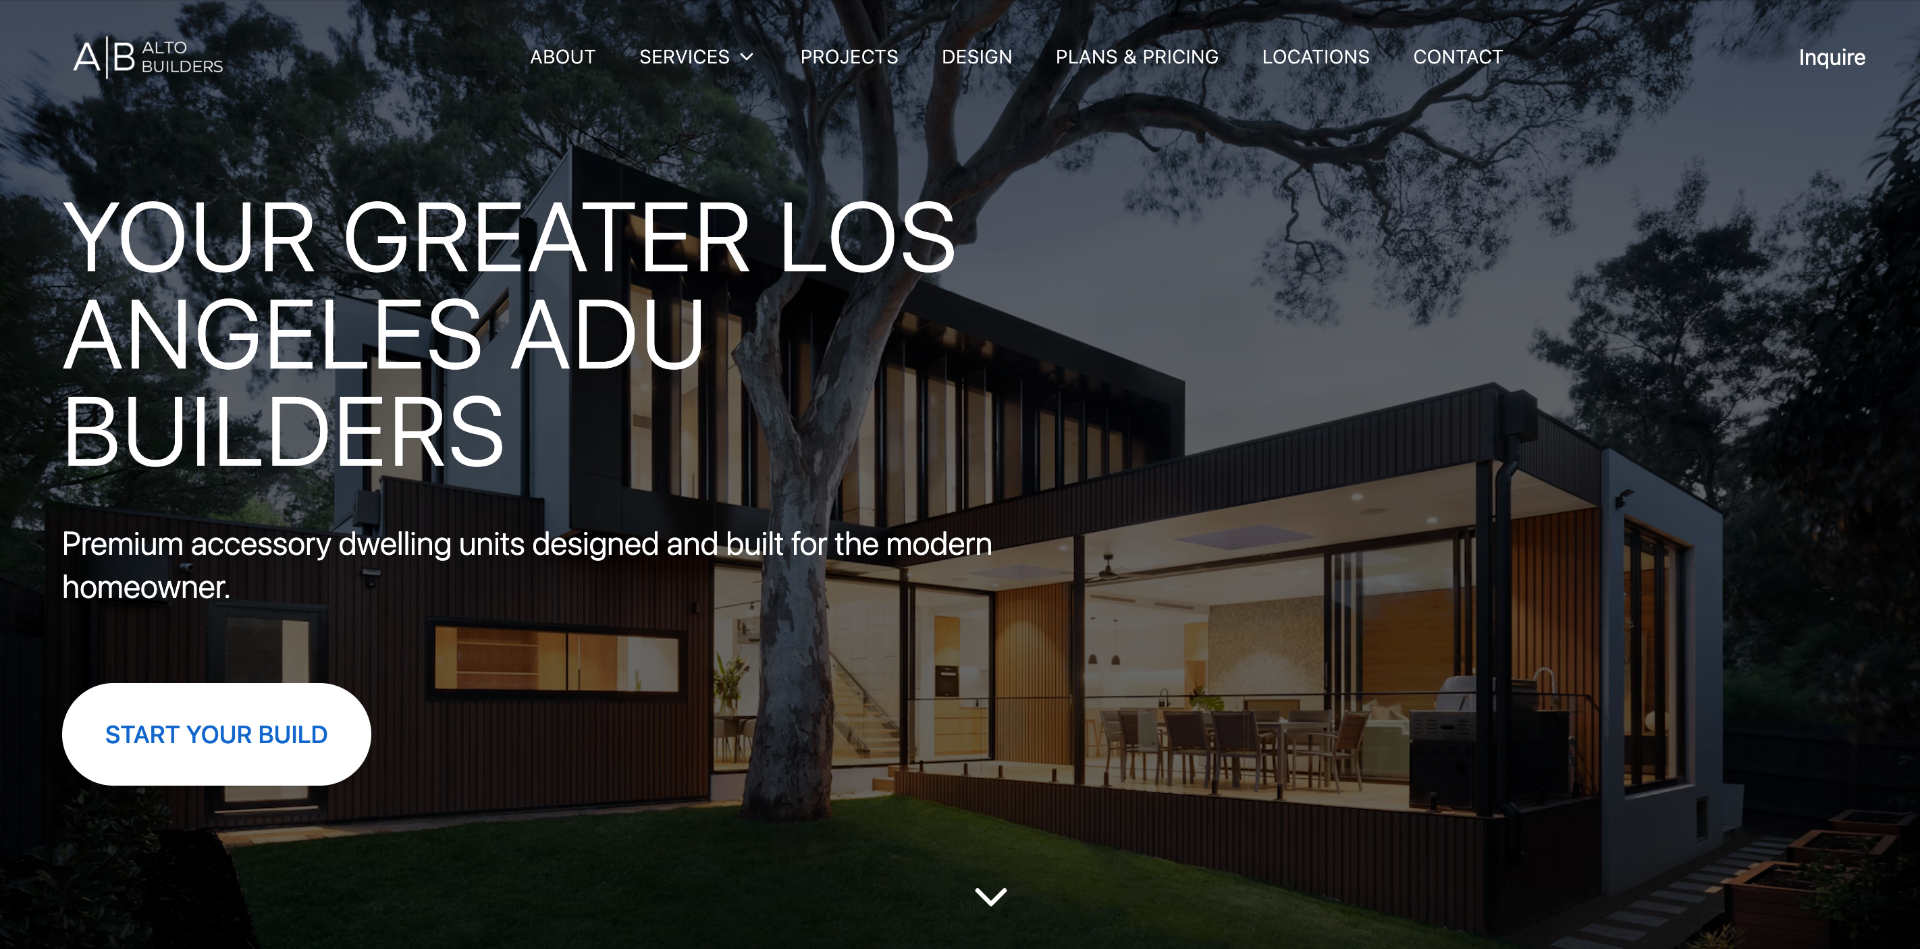 A|B ALTO
BUILDERS
ABOUT SERVICES PROJECTS DESIGN PLANS & PRICING LOCATIONS CONTACT Inquire
YOUR GREATER LOS
ANGELES ADU
BUILDERS
Premium accessory dwelling units designed and built for the modern
homeowner.
START YOUR BUILD